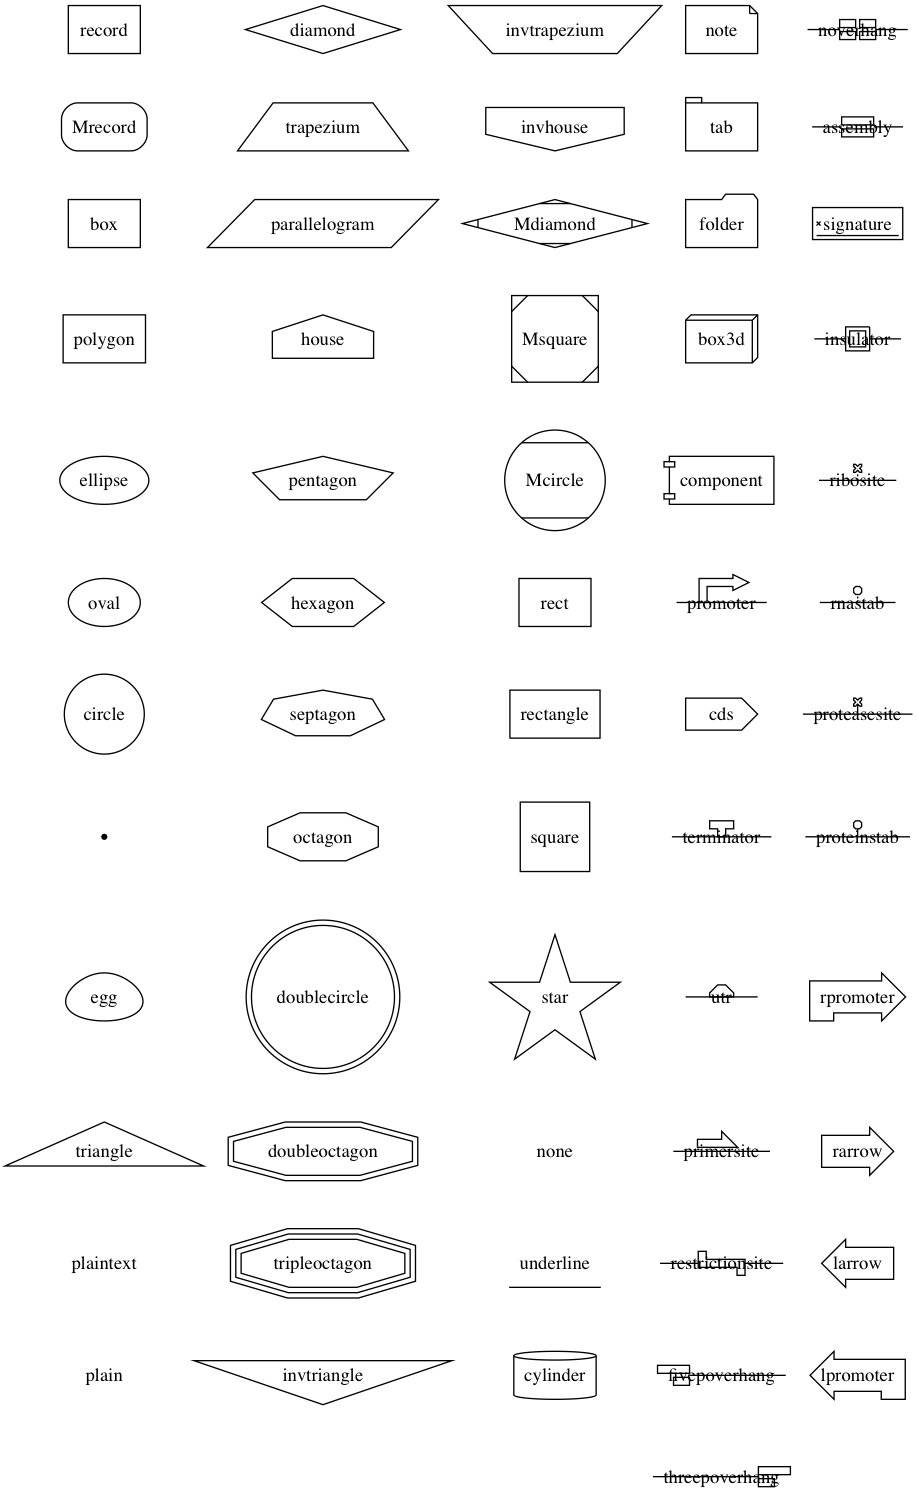 record diamond invtrapezium note noverhang
Mrecord trapezium invhouse tab assembly
box parallelogram Mdiamond folder signature
polygon house Msquare box3d insulator
ellipse pentagon Mcircle component ribosite
oval hexagon rect promoter rnastab
circle septagon rectangle cds proteasesite
octagon square terminator proteinstab
egg doublecircle star utr rpromoter
triangle doubleoctagon none primersite rarrow
plaintext tripleoctagon underline restrictionsite larrow
plain invtriangle cylinder fivepoverhang lpromoter
threepoverhang